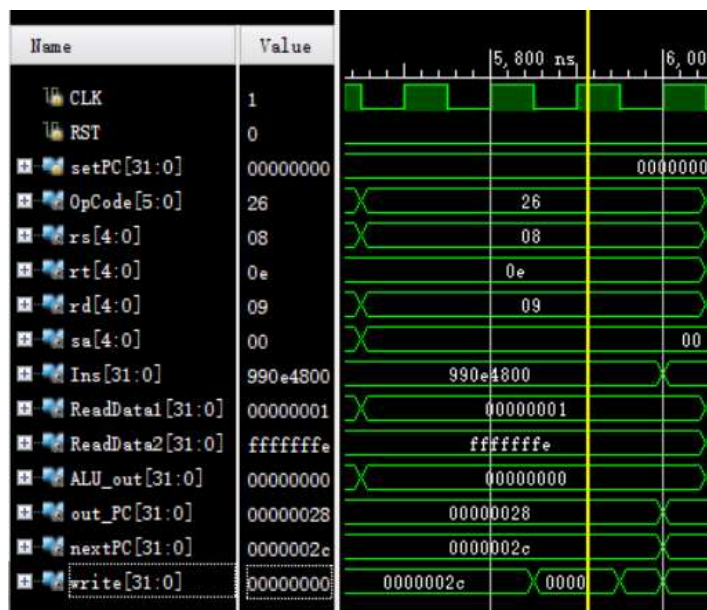 Name Value
5,800 ns 6,00
CLK 1
RST 0
setPC[31:0] 00000000 0000000
OpCode[5:0] 26 26
rs[4:0] 08 08
rt[4:0] 0e 0e
rd[4:0] 09 09
sa[4:0] 00 00
Ins[31:0] 990e4800 990e4800
ReadData1[31:0] 00000001 00000001
ReadData2[31:0] fffffffe fffffffe
ALU_out[31:0] 00000000 00000000
out_PC[31:0] 00000028 00000028
nextPC[31:0] 0000002c 0000002c
write[31:0] 00000000 0000002c 0000